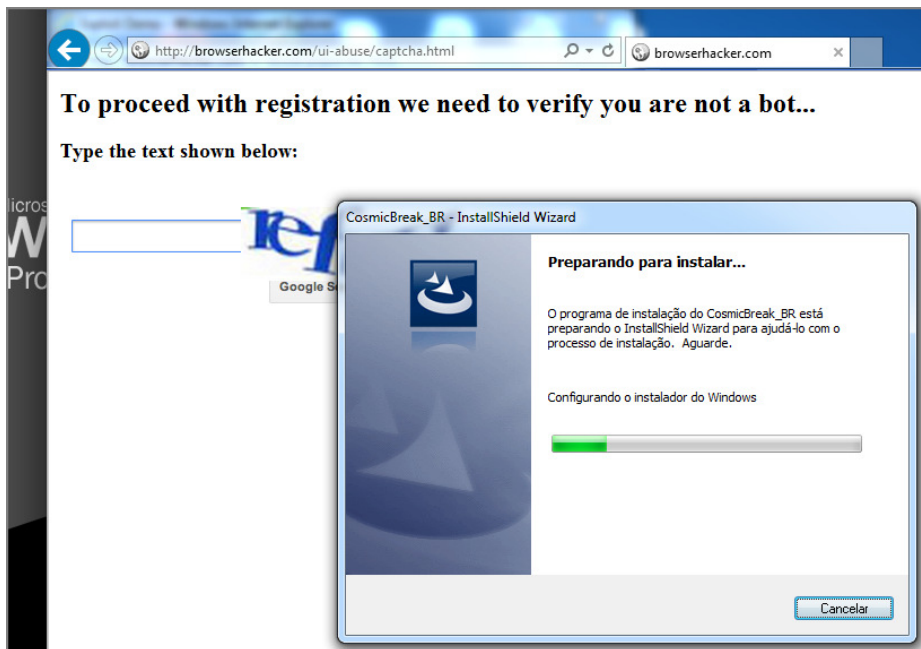 http://browserhacker.com/ui-abuse/captcha.html
browserhacker.com
To proceed with registration we need to verify you are not a bot...
Type the text shown below:
CosmicBreak_BR - InstallShield Wizard
Preparando para instalar...
O programa de instalação do CosmicBreak_BR está
preparando o InstallShield Wizard para ajudá-lo com o
processo de instalação. Aguarde.
Configurando o instalador do Windows
Cancelar
Google
Pro